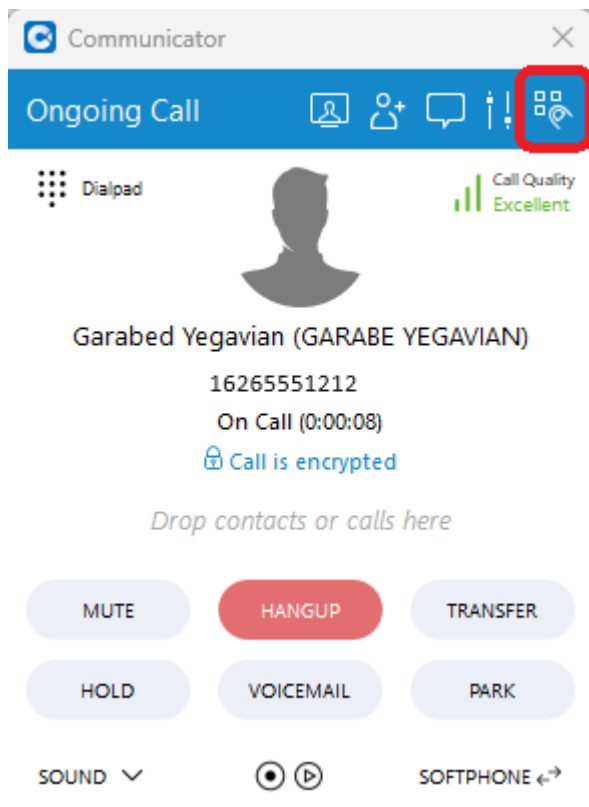 Communicator
Ongoing Call
Dialpad
Call Quality
Excellent
Garabed Yegavian (GARABE YEGAVIAN)
16265551212
On Call (0:00:08)
Call is encrypted
Drop contacts or calls here
MUTE HANGUP TRANSFER
HOLD VOICEMAIL PARK
SOUND SOFTPHONE